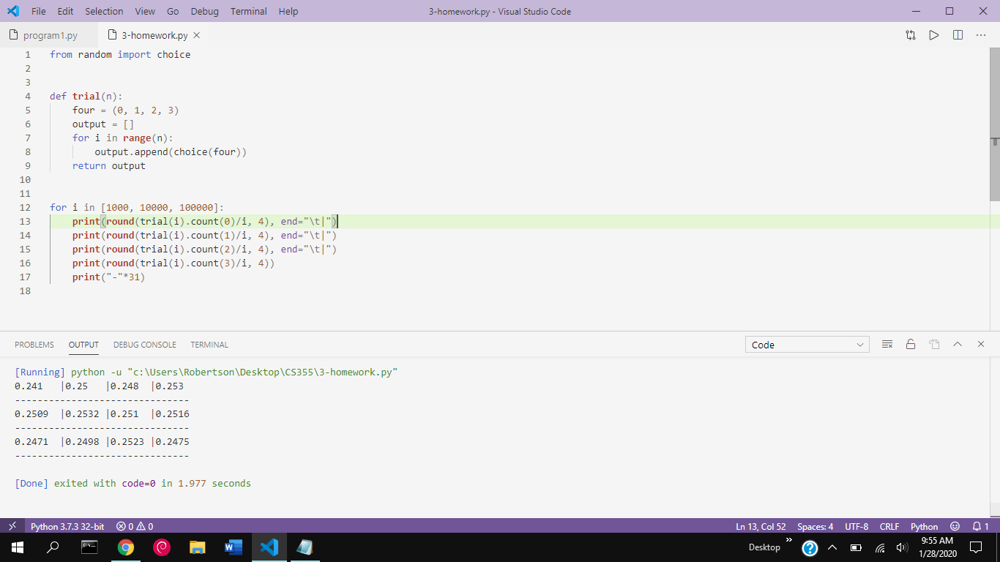 File Edit Selection View Go Debug Terminal Help 3-homework.py - Visual Studio Code
program1.py 3-homework.py
1 from random import choice
2
3
4 def trial(n):
5     four = (0, 1, 2, 3)
6     output = []
7     for i in range(n):
8         output.append(choice(four))
9     return output
10
11
12 for i in [1000, 10000, 100000]:
13     print(round(trial(i).count(0)/i, 4), end="\t|")
14     print(round(trial(i).count(1)/i, 4), end="\t|")
15     print(round(trial(i).count(2)/i, 4), end="\t|")
16     print(round(trial(i).count(3)/i, 4))
17     print("-"*31)
18
PROBLEMS OUTPUT DEBUG CONSOLE TERMINAL Code
[Running] python -u "c:\Users\Robertson\Desktop\CS355\3-homework.py"
0.241   |0.25   |0.248  |0.253
-------------------------------
0.2509  |0.2532 |0.251  |0.2516
-------------------------------
0.2471  |0.2498 |0.2523 |0.2475
-------------------------------
[Done] exited with code=0 in 1.977 seconds
Python 3.7.3 32-bit 0 0 Ln 13, Col 52 Spaces: 4 UTF-8 CRLF Python 1
Desktop 9:55 AM
1/28/2020